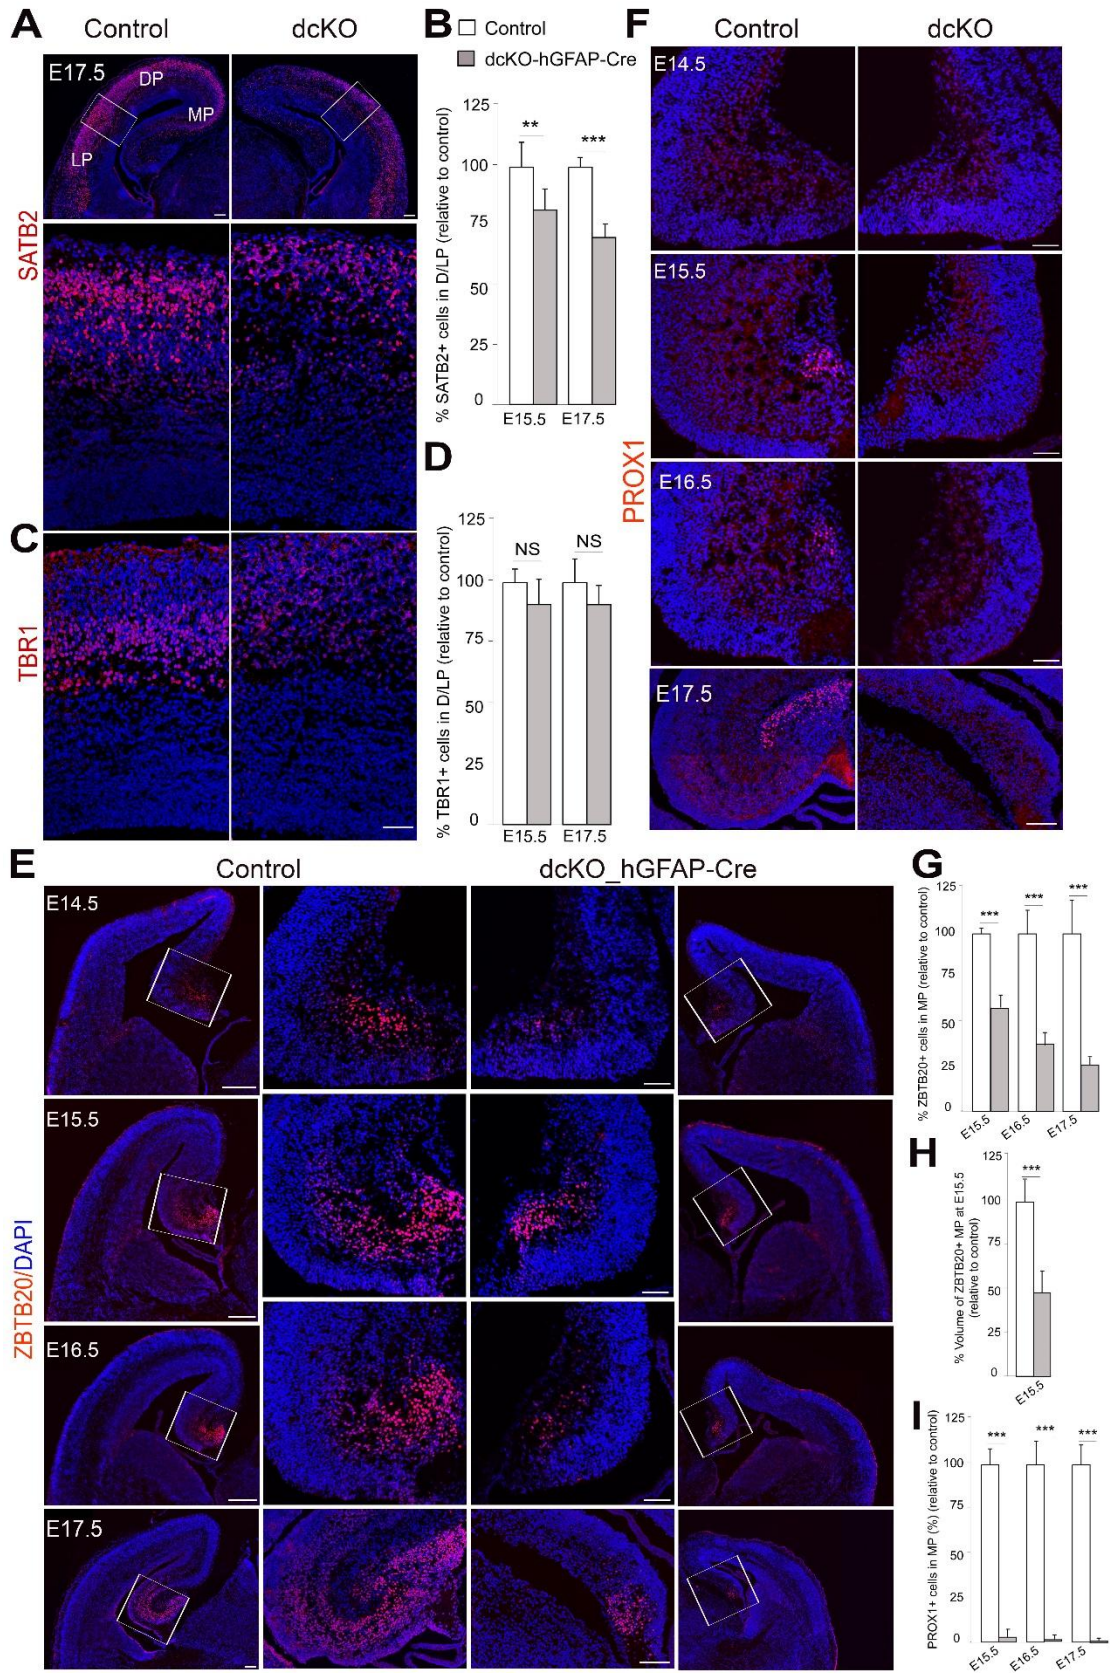 A
Control
dcKO
E17.5
DP
MP
LP
SATB2
B
Control
dcKO-hGFAP-Cre
% SATB2+ cells in D/LP (relative to control)
125
100
75
50
25
0
**
***
E15.5
E17.5
C
TBR1
D
% TBR1+ cells in D/LP (relative to control)
125
100
75
50
25
0
NS
NS
E15.5
E17.5
F
Control
dcKO
PROX1
E14.5
E15.5
E16.5
E17.5
E
Control
dcKO_hGFAP-Cre
ZBTB20/DAPI
E14.5
E15.5
E16.5
E17.5
G
% ZBTB20+ cells in MP (relative to control)
125
100
50
25
0
***
***
***
E15.5
E16.5
E17.5
H
% Volume of ZBTB20+ MP at E15.5
(relative to control)
125
100
75
50
25
0
***
E15.5
I
PROX1+ cells in MP (%) (relative to control)
125
100
75
50
25
0
***
***
***
E15.5
E16.5
E17.5